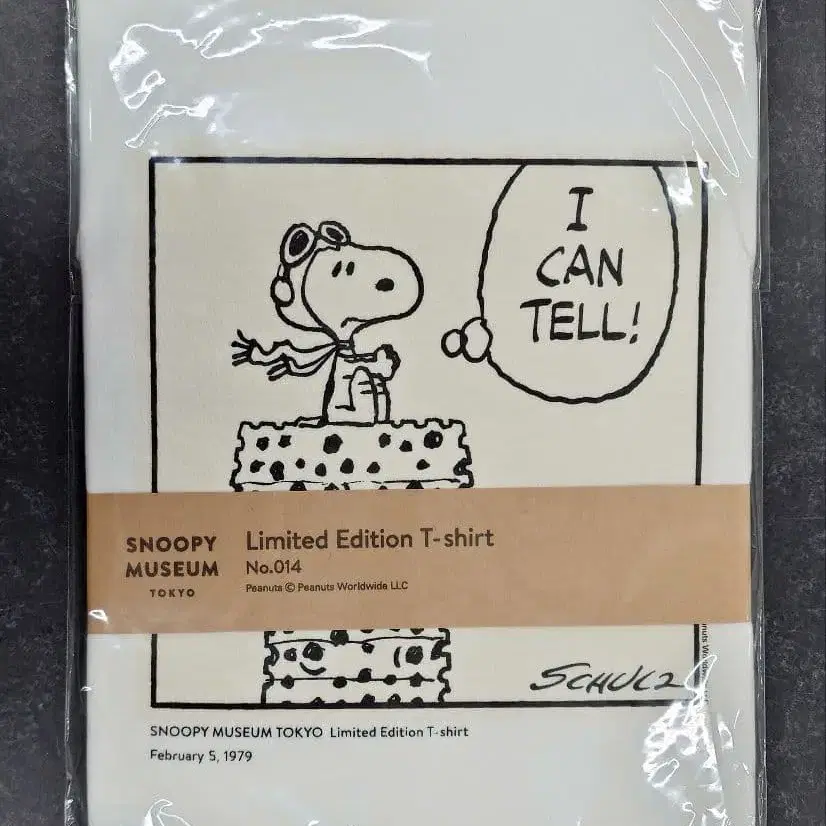 I
CAN
TELL!
SNOOPY
MUSEUM
TOKYO
Limited Edition T-shirt
No.014
Peanuts © Peanuts Worldwide LLC
SCHULZ
SNOOPY MUSEUM TOKYO Limited Edition T-shirt
February 5, 1979